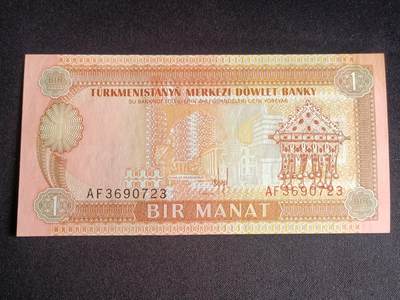 1 1
TÜRKMENISTANYŇ MERKEZI DÖWLET BANKY
AF3690723 AF3690723
1 BIR MANAT 1